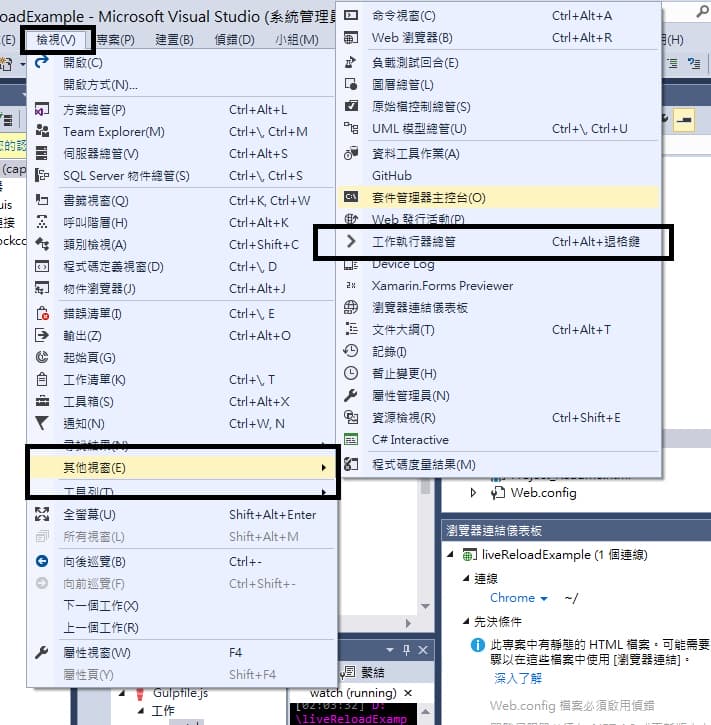 loadExample - Microsoft Visual Studio (系統管理員
(E) 檢視(V) 專案(P) 建置(B) 偵錯(D) 小組(M)
(H)
開啟(C)
開啟方式(N)...
方案總管(P) Ctrl+Alt+L
Team Explorer(M) Ctrl+\, Ctrl+M
伺服器總管(V) Ctrl+Alt+S
SQL Server 物件總管(S) Ctrl+\, Ctrl+S
書籤視窗(Q) Ctrl+K, Ctrl+W
呼叫階層(H) Ctrl+Alt+K
類別檢視(A) Ctrl+Shift+C
程式碼定義視窗(D) Ctrl+\, D
物件瀏覽器(J) Ctrl+Alt+J
錯誤清單(I) Ctrl+\, E
輸出(Z) Ctrl+Alt+O
起始頁(G)
工作清單(K) Ctrl+\, T
工具箱(S) Ctrl+Alt+X
通知(N) Ctrl+W, N
尋找結果(N)
其他視窗(E)
工具列(T)
全螢幕(U) Shift+Alt+Enter
所有視窗(L) Shift+Alt+M
向後巡覽(B) Ctrl+-
向前巡覽(F) Ctrl+Shift+-
下一個工作(X)
上一個工作(R)
屬性視窗(W) F4
屬性頁(Y) Shift+F4
命令視窗(C) Ctrl+Alt+A
Web 瀏覽器(B) Ctrl+Alt+R
負載測試回合(E)
圖層總管(L)
原始檔控制總管(S)
UML 模型總管(U) Ctrl+\, Ctrl+U
資料工具作業(A)
GitHub
套件管理器主控台(O)
Web 發行活動(P)
工作執行器總管 Ctrl+Alt+退格鍵
Device Log
Xamarin.Forms Previewer
瀏覽器連結儀表板
文件大綱(T) Ctrl+Alt+T
記錄(I)
暫止變更(H)
屬性管理員(N)
資源檢視(R) Ctrl+Shift+E
C# Interactive
程式碼度量結果(M)
您的認
(cap
uis
連接
ockcc
Project_Readme.html
Web.config
瀏覽器連結儀表板
liveReloadExample (1 個連線)
連線
Chrome ~/
先決條件
此專案中有靜態的 HTML 檔案。可能需要
驟以在這些檔案中使用 [瀏覽器連結]。
深入了解
Web.config 檔案必須啟用偵錯
繫結
Gulpfile.js
工作
watch (running)
[02:03:32] D:
\liveReloadExamp